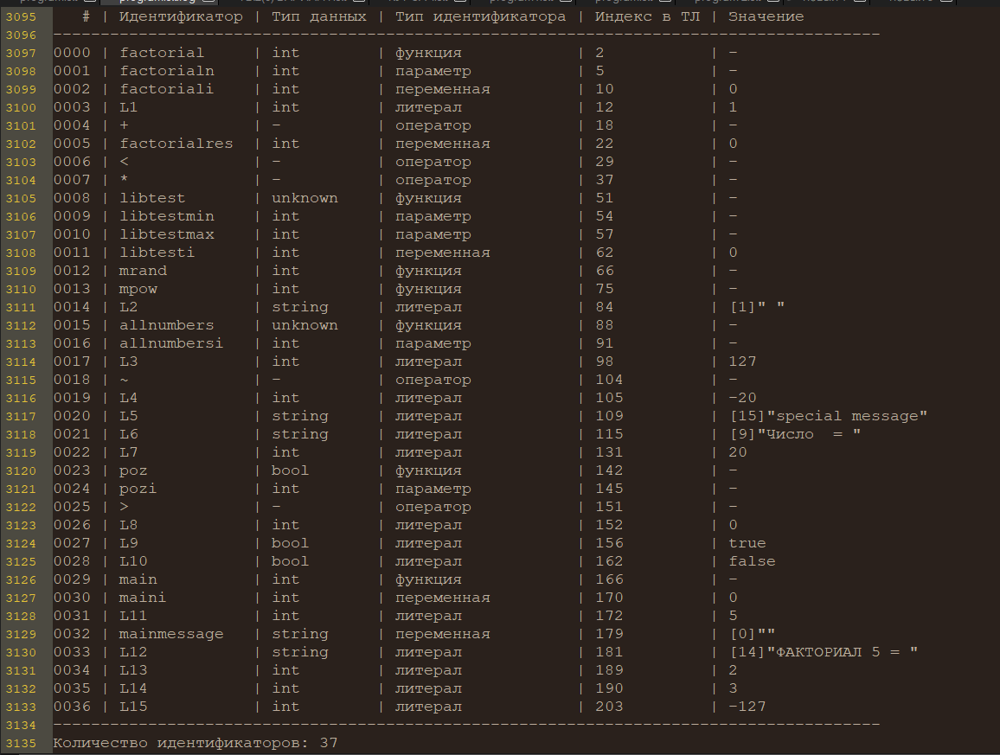 3095    # | Идентификатор | Тип данных | Тип идентификатора | Индекс в ТЛ | Значение
3096 ---------------------------------------------------------------------------------------
3097 0000 | factorial | int | функция | 2 | -
3098 0001 | factorialn | int | параметр | 5 | -
3099 0002 | factoriali | int | переменная | 10 | 0
3100 0003 | L1 | int | литерал | 12 | 1
3101 0004 | + | - | оператор | 18 | -
3102 0005 | factorialres | int | переменная | 22 | 0
3103 0006 | < | - | оператор | 29 | -
3104 0007 | * | - | оператор | 37 | -
3105 0008 | libtest | unknown | функция | 51 | -
3106 0009 | libtestmin | int | параметр | 54 | -
3107 0010 | libtestmax | int | параметр | 57 | -
3108 0011 | libtesti | int | переменная | 62 | 0
3109 0012 | mrand | int | функция | 66 | -
3110 0013 | mpow | int | функция | 75 | -
3111 0014 | L2 | string | литерал | 84 | [1]" "
3112 0015 | allnumbers | unknown | функция | 88 | -
3113 0016 | allnumbersi | int | параметр | 91 | -
3114 0017 | L3 | int | литерал | 98 | 127
3115 0018 | ~ | - | оператор | 104 | -
3116 0019 | L4 | int | литерал | 105 | -20
3117 0020 | L5 | string | литерал | 109 | [15]"special message"
3118 0021 | L6 | string | литерал | 115 | [9]"Число  = "
3119 0022 | L7 | int | литерал | 131 | 20
3120 0023 | poz | bool | функция | 142 | -
3121 0024 | pozi | int | параметр | 145 | -
3122 0025 | > | - | оператор | 151 | -
3123 0026 | L8 | int | литерал | 152 | 0
3124 0027 | L9 | bool | литерал | 156 | true
3125 0028 | L10 | bool | литерал | 162 | false
3126 0029 | main | int | функция | 166 | -
3127 0030 | maini | int | переменная | 170 | 0
3128 0031 | L11 | int | литерал | 172 | 5
3129 0032 | mainmessage | string | переменная | 179 | [0]""
3130 0033 | L12 | string | литерал | 181 | [14]"ФАКТОРИАЛ 5 = "
3131 0034 | L13 | int | литерал | 189 | 2
3132 0035 | L14 | int | литерал | 190 | 3
3133 0036 | L15 | int | литерал | 203 | -127
3134 ---------------------------------------------------------------------------------------
3135 Количество идентификаторов: 37